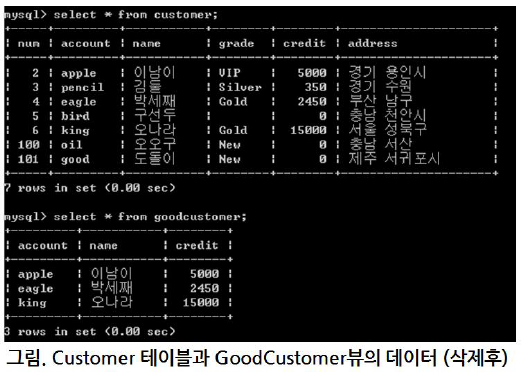 mysql> select * from customer;
+-----+---------+--------+--------+--------+---------------+
| num | account | name | grade | credit | address |
+-----+---------+--------+--------+--------+---------------+
| 2 | apple | 이남이 | VIP | 5000 | 경기 용인시 |
| 3 | pencil | 김둘 | Silver | 350 | 경기 수원 |
| 4 | eagle | 박세째 | Gold | 2450 | 부산 남구 |
| 5 | bird | 구선두 | | 0 | 충남 천안시 |
| 6 | king | 오나라 | Gold | 15000 | 서울 성북구 |
| 100 | oil | 오오구 | New | 0 | 충남 서산 |
| 101 | good | 도돌이 | New | 0 | 제주 서귀포시 |
+-----+---------+--------+--------+--------+---------------+
7 rows in set (0.00 sec)
mysql> select * from goodcustomer;
+---------+--------+--------+
| account | name | credit |
+---------+--------+--------+
| apple | 이남이 | 5000 |
| eagle | 박세째 | 2450 |
| king | 오나라 | 15000 |
+---------+--------+--------+
3 rows in set (0.00 sec)
그림. Customer 테이블과 GoodCustomer뷰의 데이터 (삭제후)